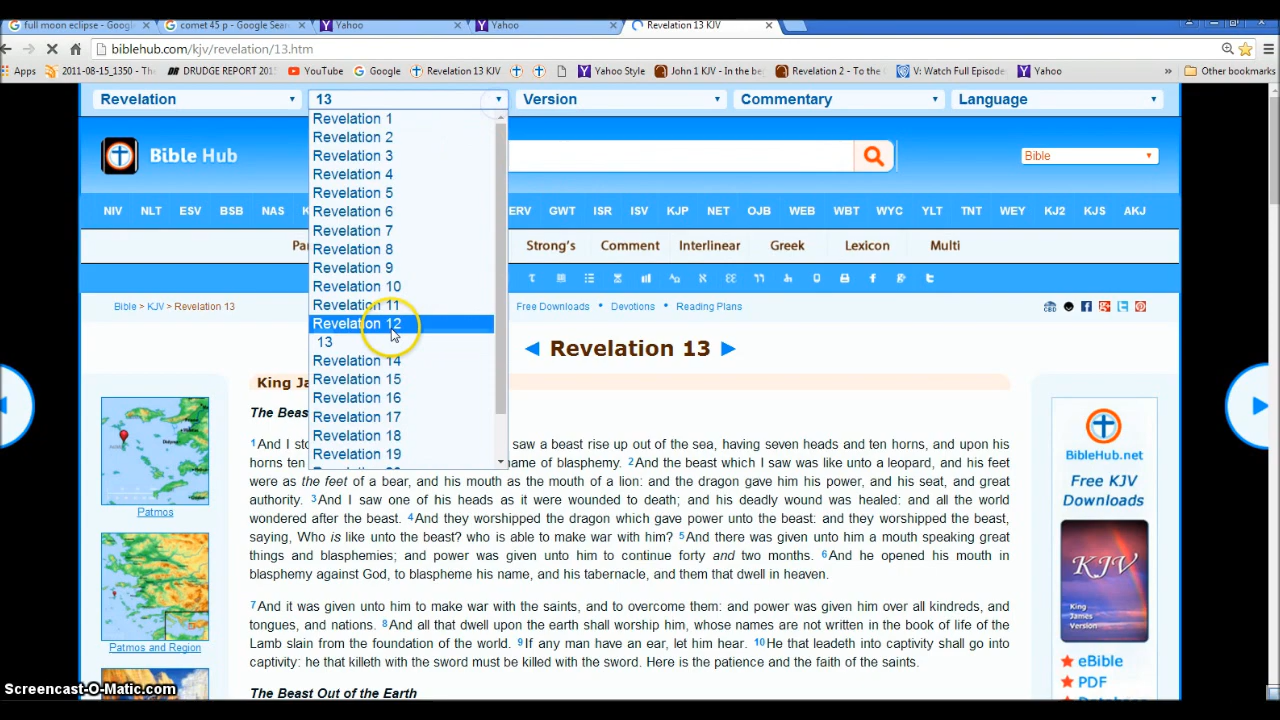 full moon eclipse - Googl
comet 45 p - Google Searc
Yahoo
Yahoo
Revelation 13 KJV
biblehub.com/kjv/revelation/13.htm
Apps
2011-08-15_1350 - Th
DRUDGE REPORT 201
YouTube
Google
Revelation 13 KJV
Yahoo Style
John 1 KJV - In the be
Revelation 2 - To the C
V: Watch Full Episode
Yahoo
»
Other bookmarks
Revelation
13
Version
Commentary
Language
Revelation 1
Revelation 2
Revelation 3
Revelation 4
Revelation 5
Revelation 6
Revelation 7
Revelation 8
Revelation 9
Revelation 10
Revelation 11
Revelation 12
13
Revelation 14
Revelation 15
Revelation 16
Revelation 17
Revelation 18
Revelation 19
Bible Hub
Bible
NIV NLT ESV BSB NAS K ERV GWT ISR ISV KJP NET OJB WEB WBT WYC YLT TNT WEY KJ2 KJS AKJ
Pa Strong's Comment Interlinear Greek Lexicon Multi
Bible > KJV > Revelation 13
Free Downloads • Devotions • Reading Plans
◄ Revelation 13 ►
King Ja
The Beas
1And I sto saw a beast rise up out of the sea, having seven heads and ten horns, and upon his
horns ten name of blasphemy. 2And the beast which I saw was like unto a leopard, and his feet
were as the feet of a bear, and his mouth as the mouth of a lion: and the dragon gave him his power, and his seat, and great
authority. 3And I saw one of his heads as it were wounded to death; and his deadly wound was healed: and all the world
wondered after the beast. 4And they worshipped the dragon which gave power unto the beast: and they worshipped the beast,
saying, Who is like unto the beast? who is able to make war with him? 5And there was given unto him a mouth speaking great
things and blasphemies; and power was given unto him to continue forty and two months. 6And he opened his mouth in
blasphemy against God, to blaspheme his name, and his tabernacle, and them that dwell in heaven.
7And it was given unto him to make war with the saints, and to overcome them: and power was given him over all kindreds, and
tongues, and nations. 8And all that dwell upon the earth shall worship him, whose names are not written in the book of life of the
Lamb slain from the foundation of the world. 9If any man have an ear, let him hear. 10He that leadeth into captivity shall go into
captivity: he that killeth with the sword must be killed with the sword. Here is the patience and the faith of the saints.
The Beast Out of the Earth
Patmos
Patmos and Region
BibleHub.net
Free KJV
Downloads
KJV
King
James
Version
eBible
PDF
Screencast-O-Matic.com